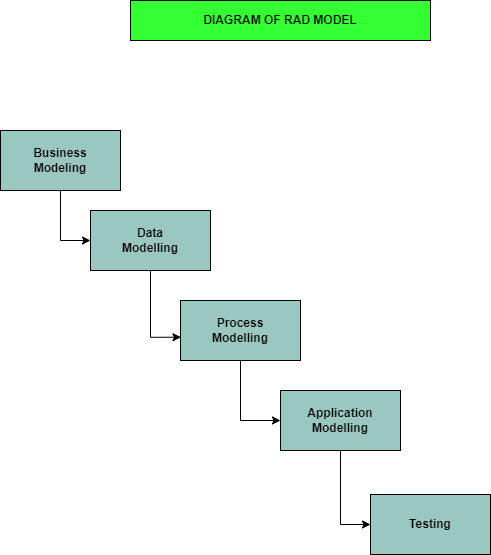 DIAGRAM OF RAD MODEL
Business
Modeling
Data
Modelling
Process
Modelling
Application
Modelling
Testing